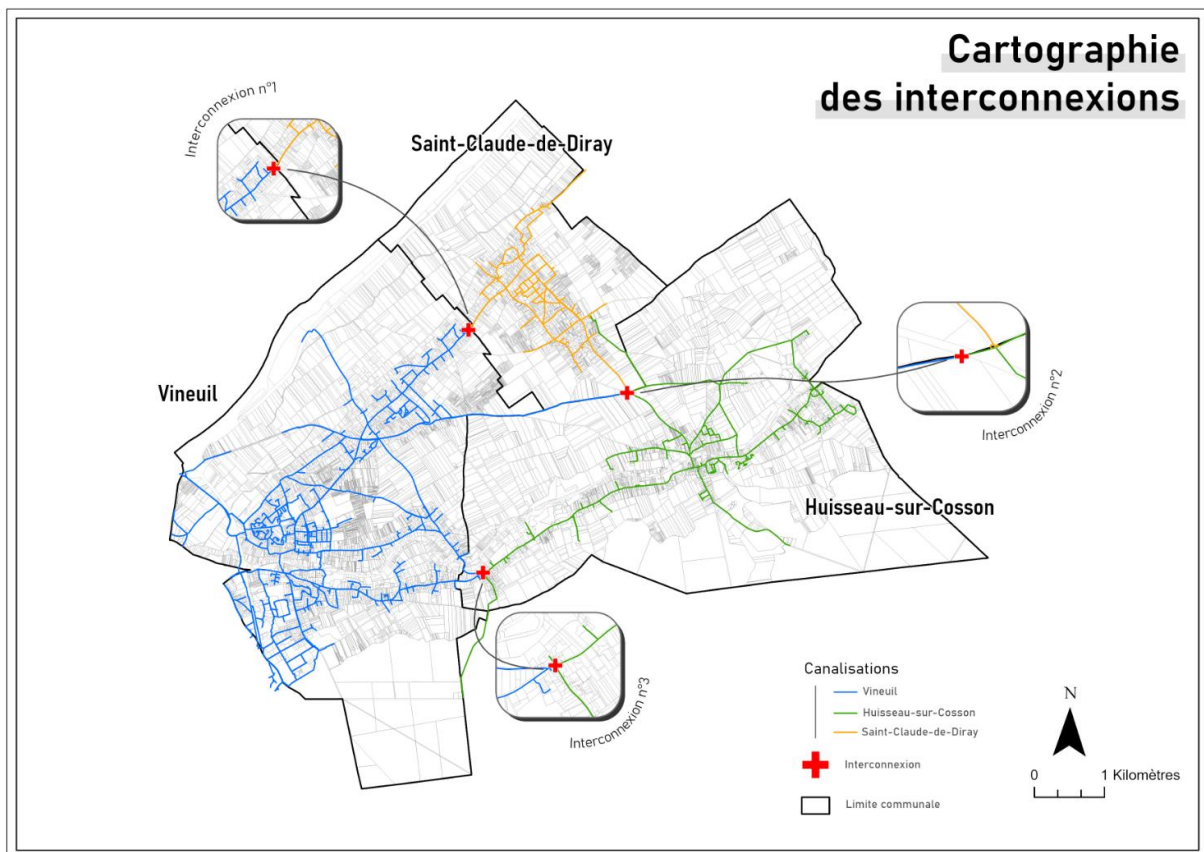 Cartographie
des interconnexions
Interconnexion n°1
Saint-Claude-de-Diray
Vineuil
Interconnexion n°2
Huisseau-sur-Cosson
Interconnexion n°3
Canalisations
Vineuil
Huisseau-sur-Cosson
Saint-Claude-de-Diray
Interconnexion
Limite communale
N
0 1 Kilomètres